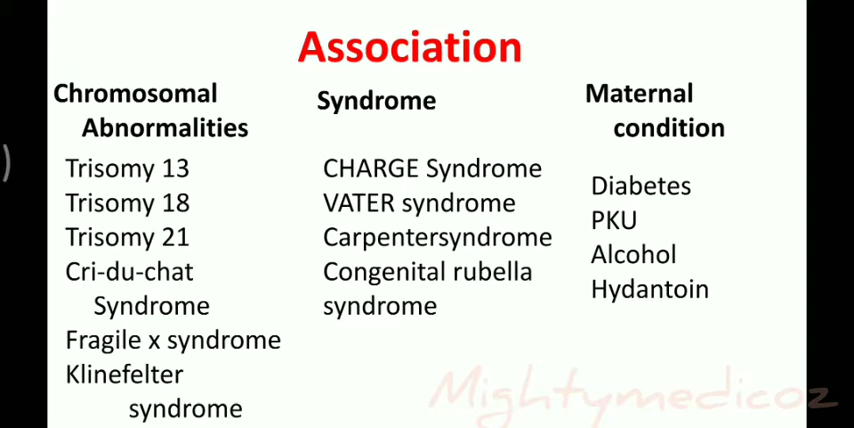 Association
Chromosomal
Abnormalities
Trisomy 13
Trisomy 18
Trisomy 21
Cri-du-chat
Syndrome
Fragile x syndrome
Klinefelter
syndrome
Syndrome
CHARGE Syndrome
VATER syndrome
Carpentersyndrome
Congenital rubella
syndrome
Maternal
condition
Diabetes
PKU
Alcohol
Hydantoin
Mightymedicoz
)